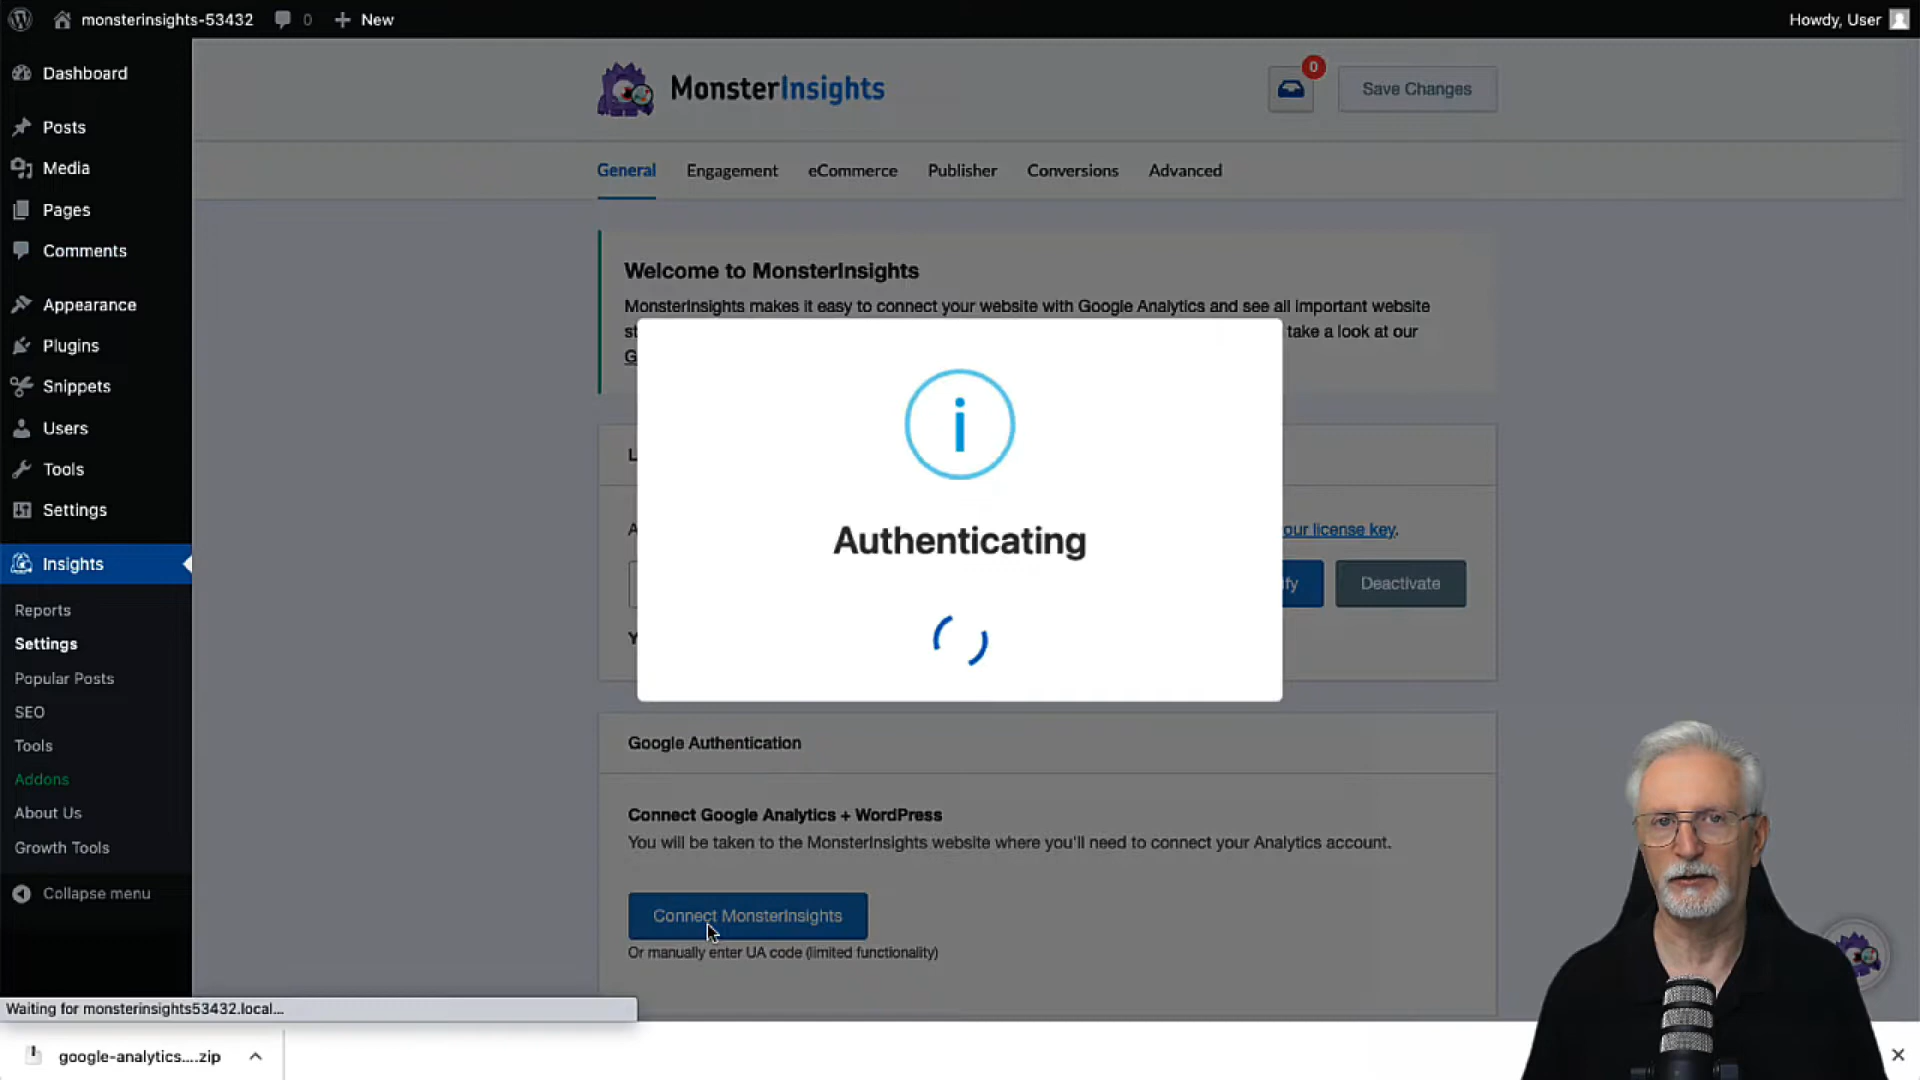 monsterinsights-53432
0
New
Howdy, User
Dashboard
Posts
Media
Pages
Comments
Appearance
Plugins
Snippets
Users
Tools
Settings
Insights
Reports
Settings
Popular Posts
SEO
Tools
Addons
About Us
Growth Tools
Collapse menu
MonsterInsights
0
Save Changes
General
Engagement
eCommerce
Publisher
Conversions
Advanced
Welcome to MonsterInsights
MonsterInsights makes it easy to connect your website with Google Analytics and see all important website
st take a look at our
G
L
A our license key.
fy
Deactivate
Y
i
Authenticating
Google Authentication
Connect Google Analytics + WordPress
You will be taken to the MonsterInsights website where you'll need to connect your Analytics account.
Connect MonsterInsights
Or manually enter UA code (limited functionality)
Waiting for monsterinsights53432.local...
google-analytics....zip